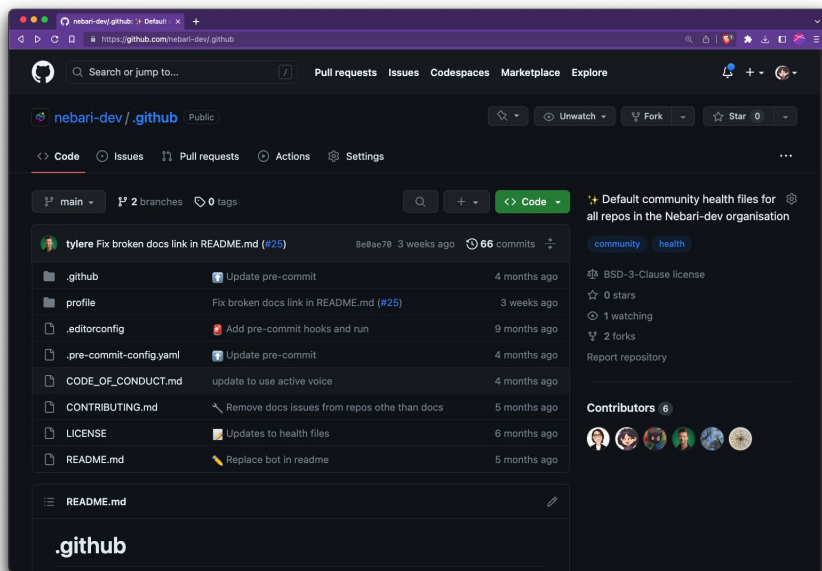 nebari-dev/.github: ✨ Default
https://github.com/nebari-dev/.github
Search or jump to... /
Pull requests Issues Codespaces Marketplace Explore
nebari-dev / .github Public
Unwatch Fork Star 0
Code Issues Pull requests Actions Settings
main 2 branches 0 tags Code
tylere Fix broken docs link in README.md (#25) 8e0ae70 3 weeks ago 66 commits
.github ⬆️ Update pre-commit 4 months ago
profile Fix broken docs link in README.md (#25) 3 weeks ago
.editorconfig 🚨 Add pre-commit hooks and run 9 months ago
.pre-commit-config.yaml ⬆️ Update pre-commit 4 months ago
CODE_OF_CONDUCT.md update to use active voice 4 months ago
CONTRIBUTING.md 🔧 Remove docs issues from repos othe than docs 5 months ago
LICENSE 📝 Updates to health files 6 months ago
README.md ✏️ Replace bot in readme 5 months ago
README.md
.github
✨ Default community health files for
all repos in the Nebari-dev organisation
community health
BSD-3-Clause license
0 stars
1 watching
2 forks
Report repository
Contributors 6